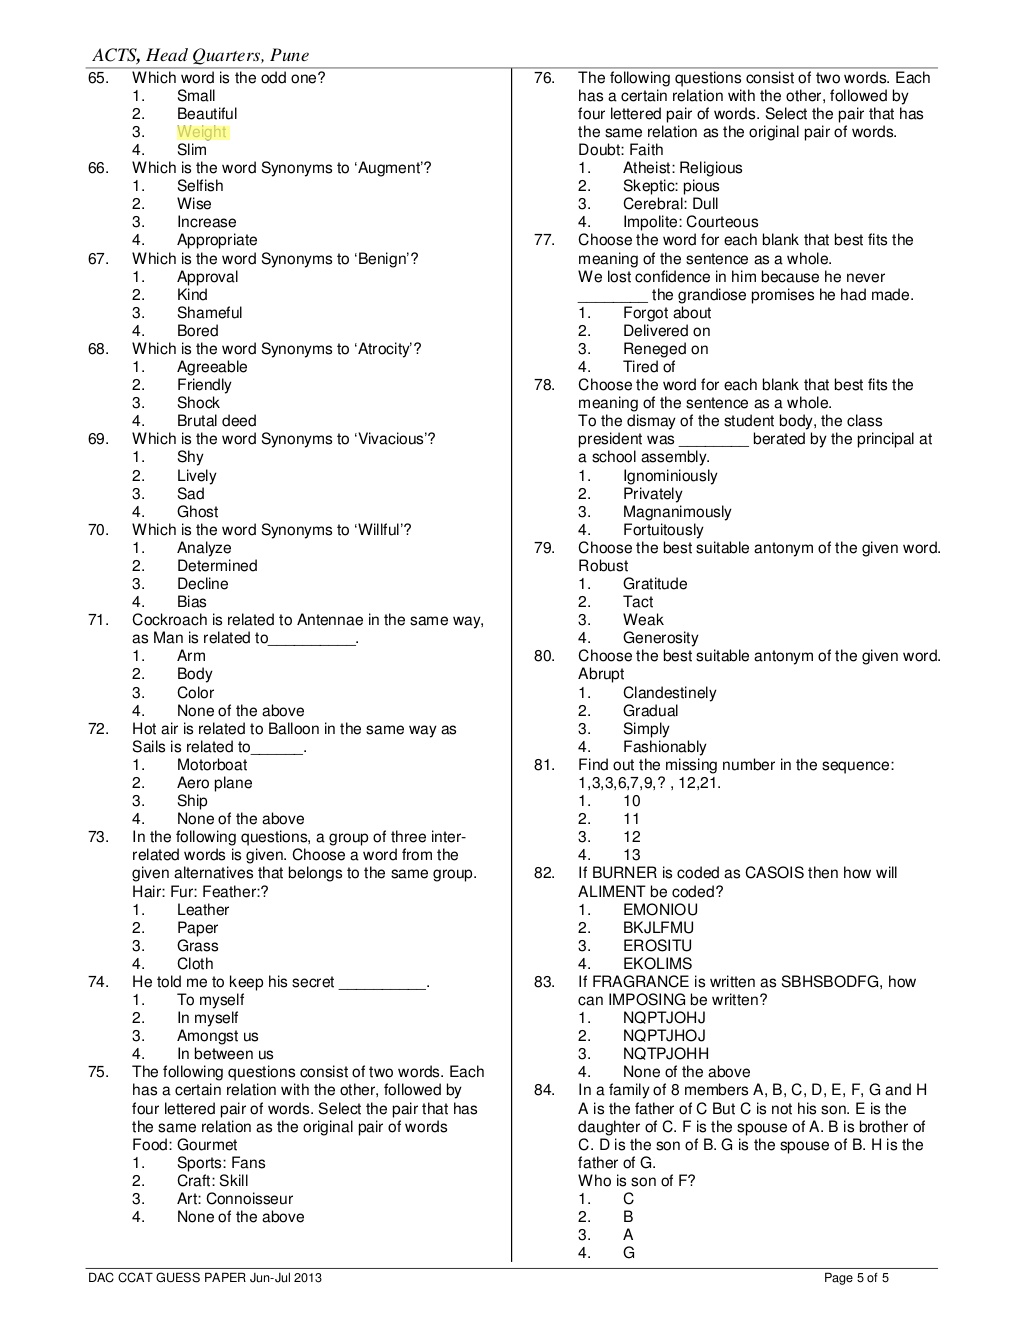 ACTS, Head Quarters, Pune
65. Which word is the odd one?
1. Small
2. Beautiful
3. Weight
4. Slim
66. Which is the word Synonyms to ‘Augment’?
1. Selfish
2. Wise
3. Increase
4. Appropriate
67. Which is the word Synonyms to ‘Benign’?
1. Approval
2. Kind
3. Shameful
4. Bored
68. Which is the word Synonyms to ‘Atrocity’?
1. Agreeable
2. Friendly
3. Shock
4. Brutal deed
69. Which is the word Synonyms to ‘Vivacious’?
1. Shy
2. Lively
3. Sad
4. Ghost
70. Which is the word Synonyms to ‘Willful’?
1. Analyze
2. Determined
3. Decline
4. Bias
71. Cockroach is related to Antennae in the same way,
as Man is related to__________.
1. Arm
2. Body
3. Color
4. None of the above
72. Hot air is related to Balloon in the same way as
Sails is related to______.
1. Motorboat
2. Aero plane
3. Ship
4. None of the above
73. In the following questions, a group of three inter-
related words is given. Choose a word from the
given alternatives that belongs to the same group.
Hair: Fur: Feather:?
1. Leather
2. Paper
3. Grass
4. Cloth
74. He told me to keep his secret __________.
1. To myself
2. In myself
3. Amongst us
4. In between us
75. The following questions consist of two words. Each
has a certain relation with the other, followed by
four lettered pair of words. Select the pair that has
the same relation as the original pair of words
Food: Gourmet
1. Sports: Fans
2. Craft: Skill
3. Art: Connoisseur
4. None of the above
76. The following questions consist of two words. Each
has a certain relation with the other, followed by
four lettered pair of words. Select the pair that has
the same relation as the original pair of words.
Doubt: Faith
1. Atheist: Religious
2. Skeptic: pious
3. Cerebral: Dull
4. Impolite: Courteous
77. Choose the word for each blank that best fits the
meaning of the sentence as a whole.
We lost confidence in him because he never
________ the grandiose promises he had made.
1. Forgot about
2. Delivered on
3. Reneged on
4. Tired of
78. Choose the word for each blank that best fits the
meaning of the sentence as a whole.
To the dismay of the student body, the class
president was ________ berated by the principal at
a school assembly.
1. Ignominiously
2. Privately
3. Magnanimously
4. Fortuitously
79. Choose the best suitable antonym of the given word.
Robust
1. Gratitude
2. Tact
3. Weak
4. Generosity
80. Choose the best suitable antonym of the given word.
Abrupt
1. Clandestinely
2. Gradual
3. Simply
4. Fashionably
81. Find out the missing number in the sequence:
1,3,3,6,7,9,? , 12,21.
1. 10
2. 11
3. 12
4. 13
82. If BURNER is coded as CASOIS then how will
ALIMENT be coded?
1. EMONIOU
2. BKJLFMU
3. EROSITU
4. EKOLIMS
83. If FRAGRANCE is written as SBHSBODFG, how
can IMPOSING be written?
1. NQPTJOHJ
2. NQPTJHOJ
3. NQTPJOHH
4. None of the above
84. In a family of 8 members A, B, C, D, E, F, G and H
A is the father of C But C is not his son. E is the
daughter of C. F is the spouse of A. B is brother of
C. D is the son of B. G is the spouse of B. H is the
father of G.
Who is son of F?
1. C
2. B
3. A
4. G
DAC CCAT GUESS PAPER Jun-Jul 2013 Page 5 of 5